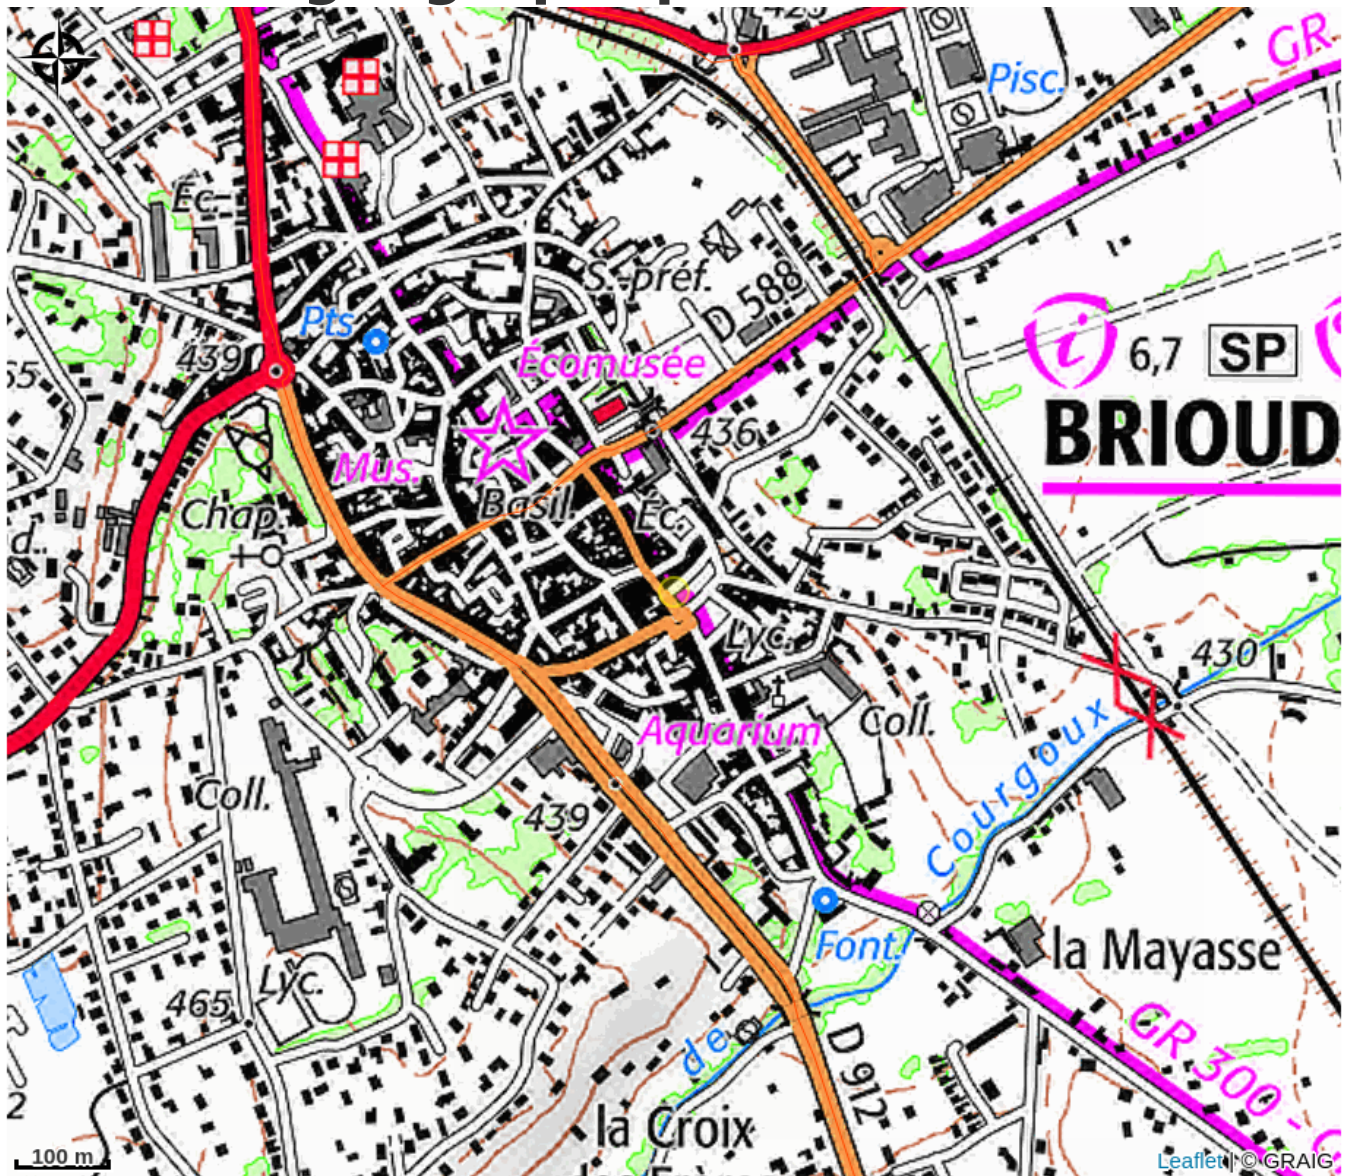 GR
Pisc.
Éc.
S.-préf.
D 588
Pts
439
Écomusée
6,7 SP
BRIOUD
436
Mus.
Basil.
Éc.
Chap.
d..
Lyc.
430
Aquarium
Coll.
Courgoux
Coll.
439
Font.
la Mayasse
Lyc.
465
GR 300 -
de
D 912
2
la Croix
100 m
Leaflet | © GRAIG